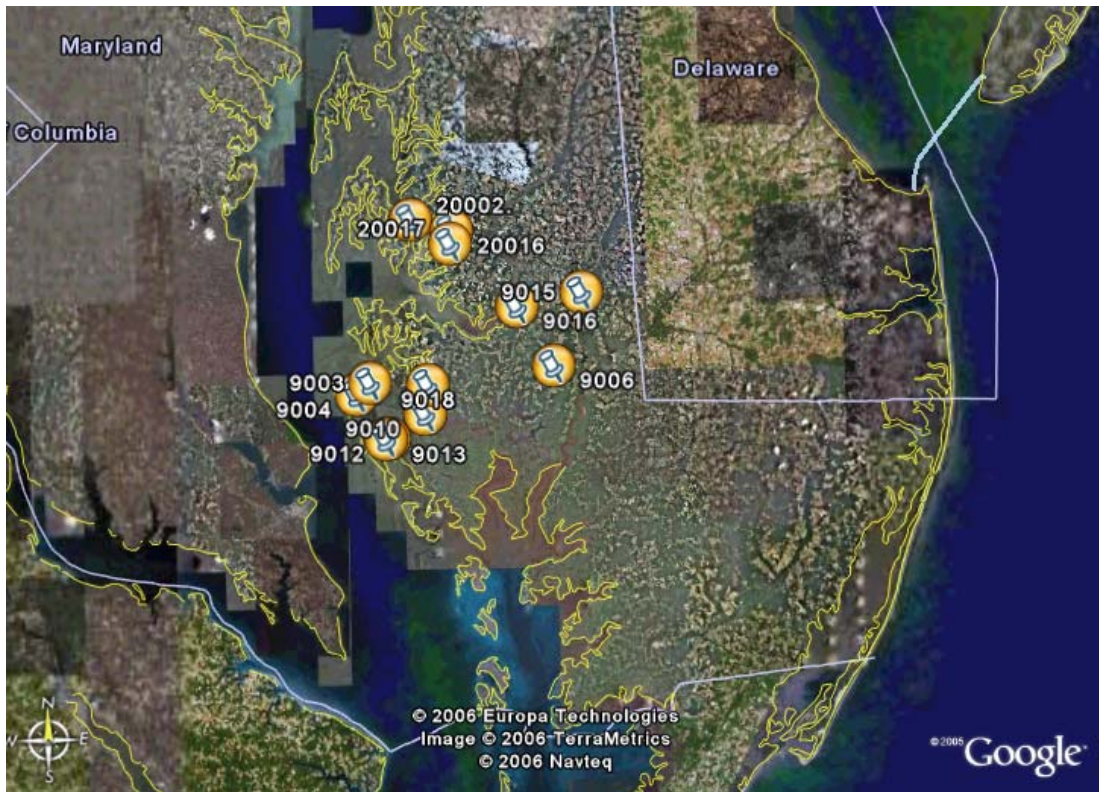 Maryland
Delaware
Columbia
20002
20017
20016
9015
9016
9003
9006
9004
9018
9010
9012
9013
N
W
E
S
© 2006 Europa Technologies
Image © 2006 TerraMetrics
© 2006 Navteq
© 2005 Google